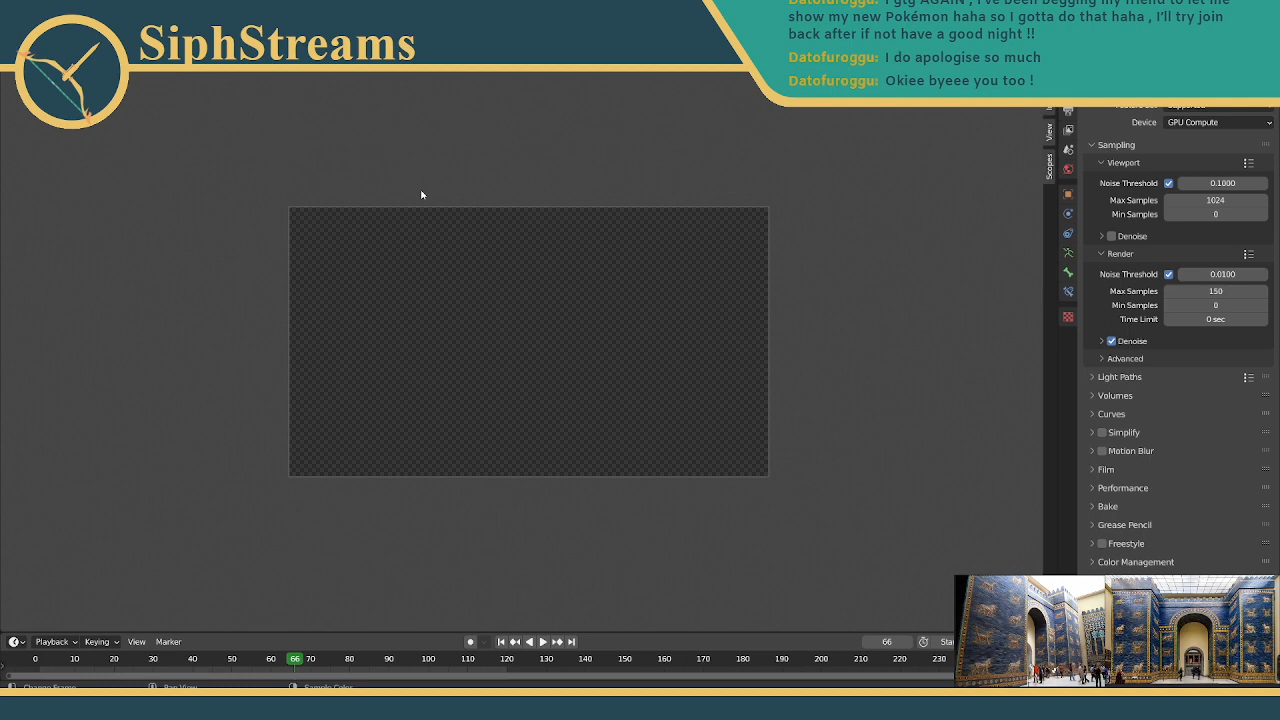 SiphStreams
Datofuroggu: I gtg AGAIN , I've been begging my friend to let me
show my new Pokémon haha so I gotta do that haha , I'll try join
back after if not have a good night !!
Datofuroggu: I do apologise so much
Datofuroggu: Okiee byeee you too !
Device GPU Compute
View
Scopes
Sampling
Viewport
Noise Threshold 0.1000
Max Samples 1024
Min Samples 0
Denoise
Render
Noise Threshold 0.0100
Max Samples 150
Min Samples 0
Time Limit 0 sec
Denoise
Advanced
Light Paths
Volumes
Curves
Simplify
Motion Blur
Film
Performance
Bake
Grease Pencil
Freestyle
Color Management
Playback Keying View Marker 66
0 10 20 30 40 50 60 66 70 80 90 100 110 120 130 140 150 160 170 180 190 200 210 220 230